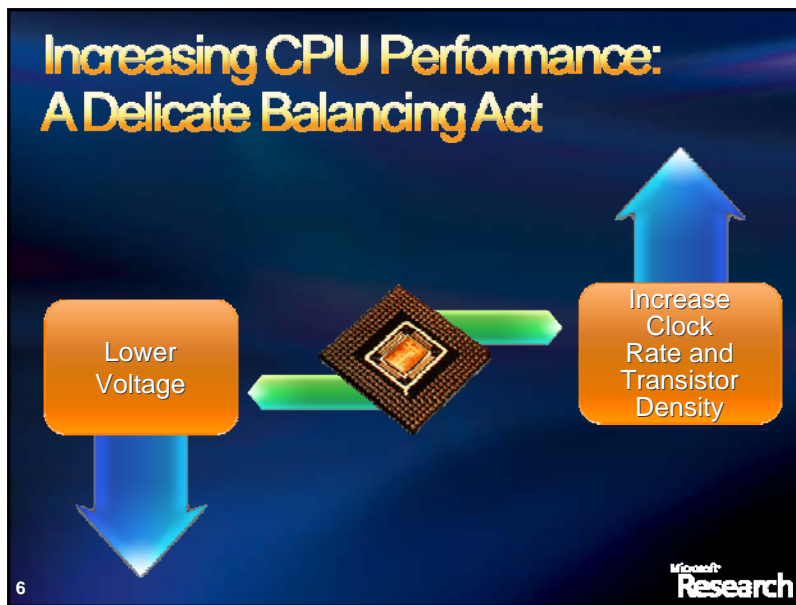 Increasing CPU Performance:
A Delicate Balancing Act
Lower
Voltage
Increase
Clock
Rate and
Transistor
Density
6
Microsoft
Research